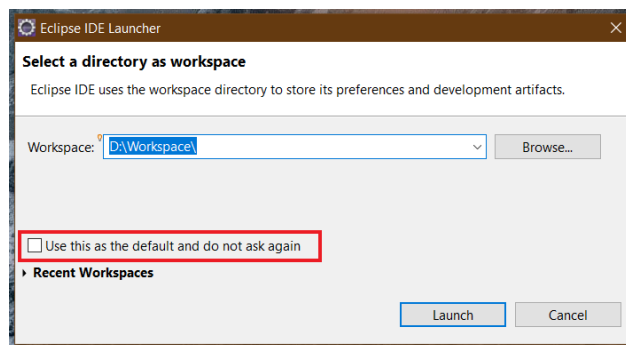 Eclipse IDE Launcher
Select a directory as workspace
Eclipse IDE uses the workspace directory to store its preferences and development artifacts.
Workspace: D:\Workspace\ Browse...
Use this as the default and do not ask again
Recent Workspaces
Launch Cancel